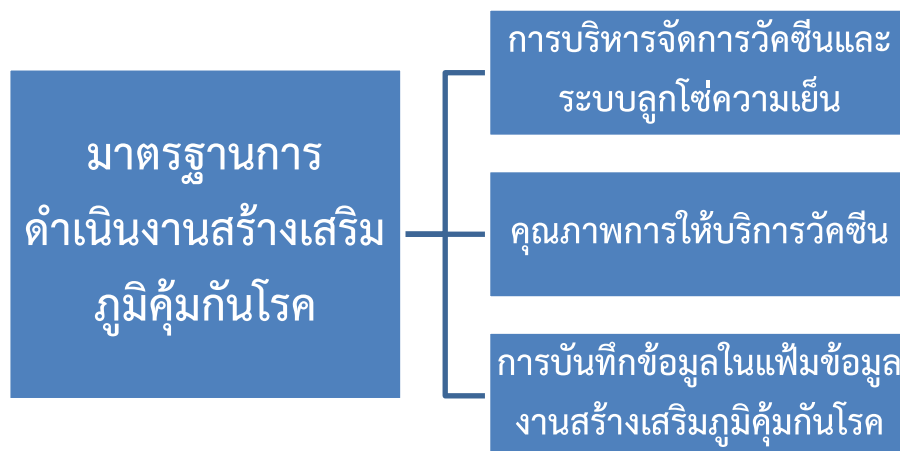 มาตรฐานการ
ดำเนินงานสร้างเสริม
ภูมิคุ้มกันโรค
การบริหารจัดการวัคซีนและ
ระบบลูกโซ่ความเย็น
คุณภาพการให้บริการวัคซีน
การบันทึกข้อมูลในแฟ้มข้อมูล
งานสร้างเสริมภูมิคุ้มกันโรค